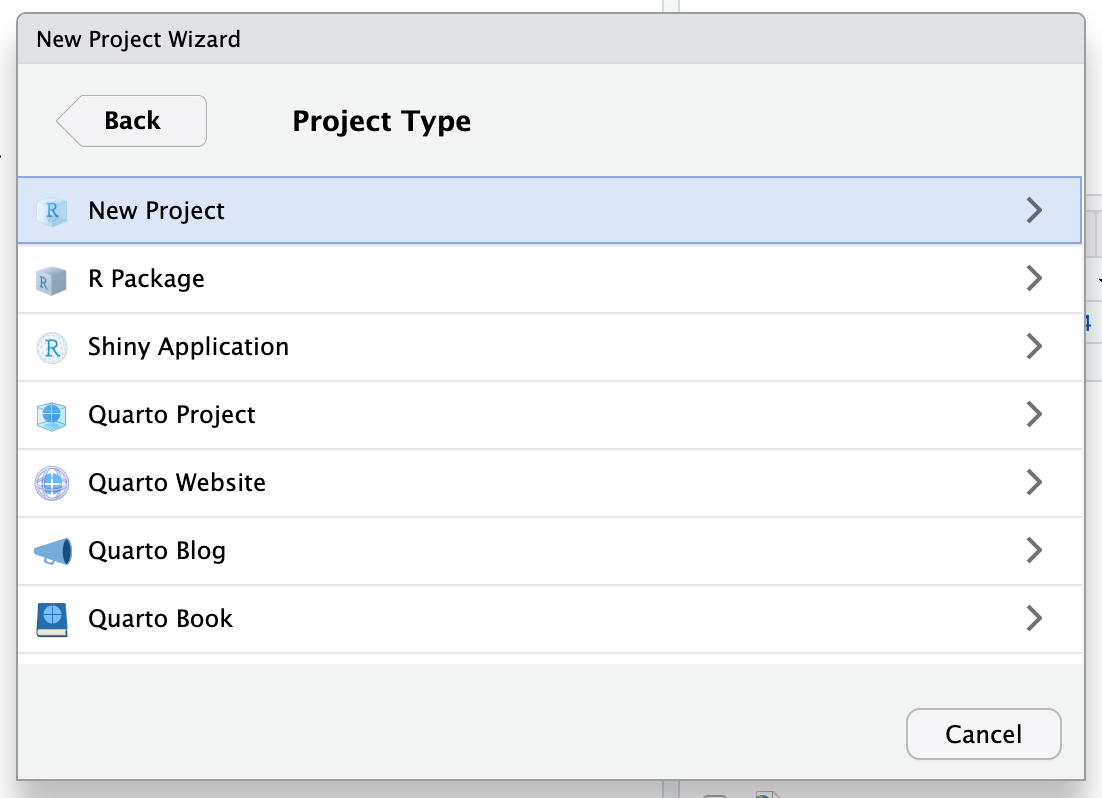 New Project Wizard
Back
Project Type
R New Project
R R Package
R Shiny Application
Quarto Project
Quarto Website
Quarto Blog
Quarto Book
Cancel
4